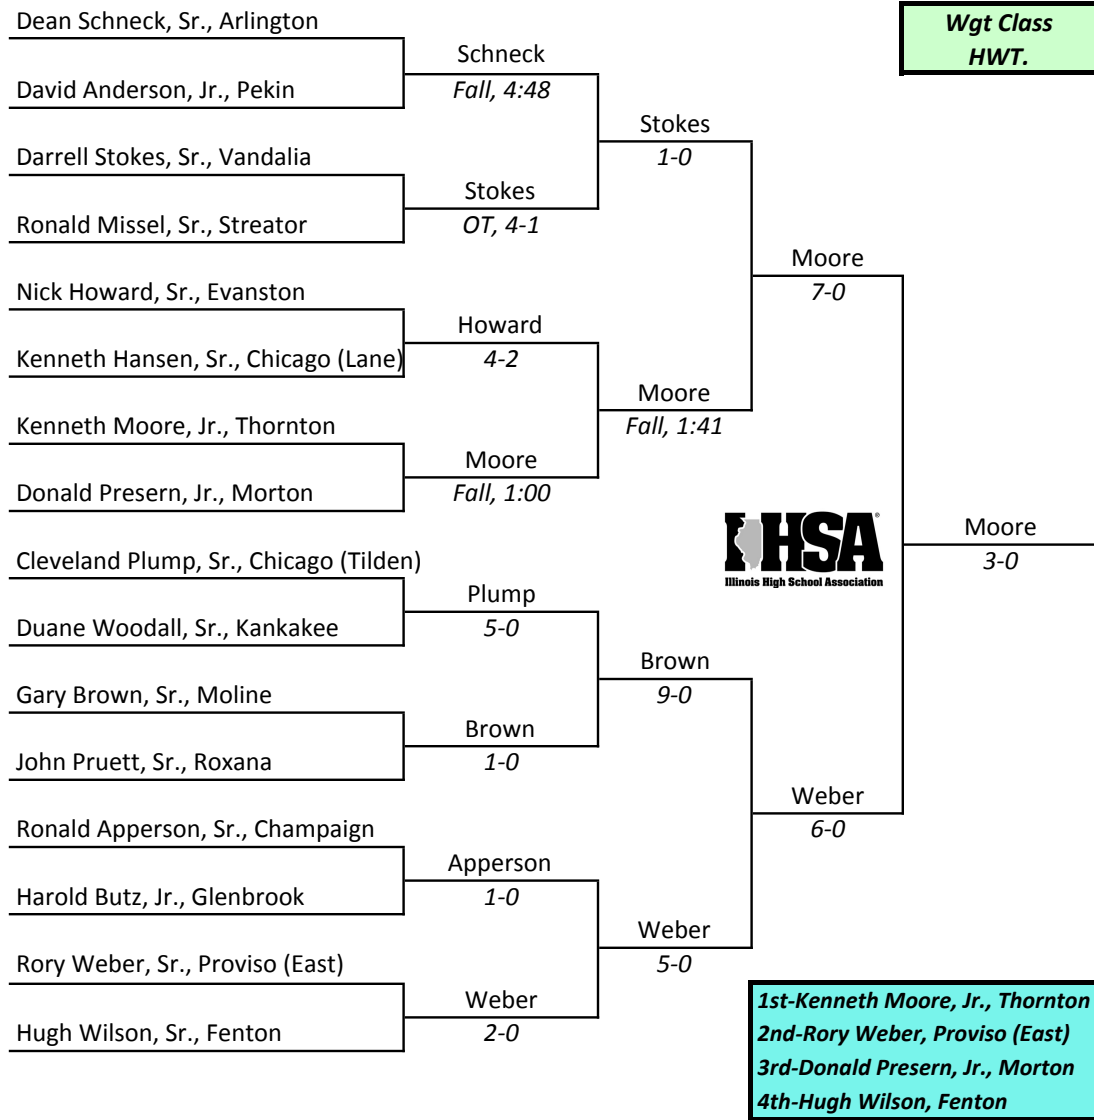 Dean Schneck, Sr., Arlington
Wgt Class
HWT.
Schneck
David Anderson, Jr., Pekin
Fall, 4:48
Stokes
1-0
Darrell Stokes, Sr., Vandalia
Stokes
Ronald Missel, Sr., Streator
OT, 4-1
Moore
7-0
Nick Howard, Sr., Evanston
Howard
Kenneth Hansen, Sr., Chicago (Lane)
4-2
Moore
Fall, 1:41
Kenneth Moore, Jr., Thornton
Moore
Donald Presern, Jr., Morton
Fall, 1:00
IHSA®
Illinois High School Association
Moore
3-0
Cleveland Plump, Sr., Chicago (Tilden)
Plump
Duane Woodall, Sr., Kankakee
5-0
Brown
9-0
Gary Brown, Sr., Moline
Brown
John Pruett, Sr., Roxana
1-0
Weber
6-0
Ronald Apperson, Sr., Champaign
Apperson
Harold Butz, Jr., Glenbrook
1-0
Weber
5-0
Rory Weber, Sr., Proviso (East)
Weber
Hugh Wilson, Sr., Fenton
2-0
1st-Kenneth Moore, Jr., Thornton
2nd-Rory Weber, Proviso (East)
3rd-Donald Presern, Jr., Morton
4th-Hugh Wilson, Fenton